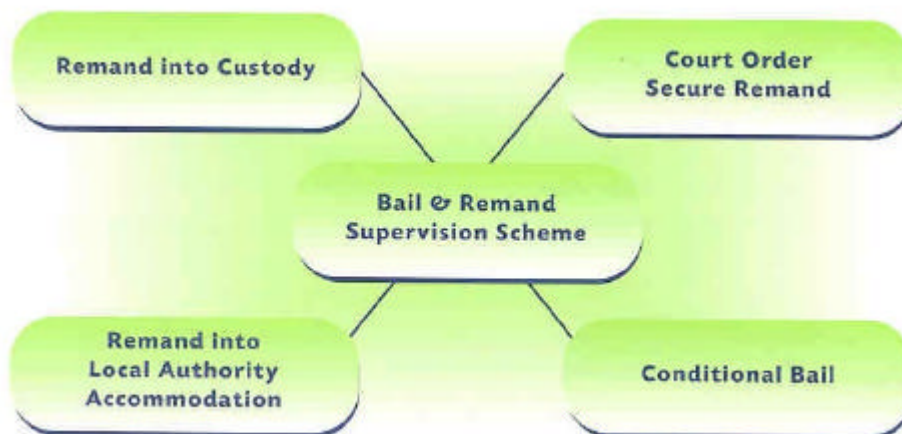 Remand into Custody
Court Order
Secure Remand
Bail & Remand
Supervision Scheme
Remand into
Local Authority
Accommodation
Conditional Bail